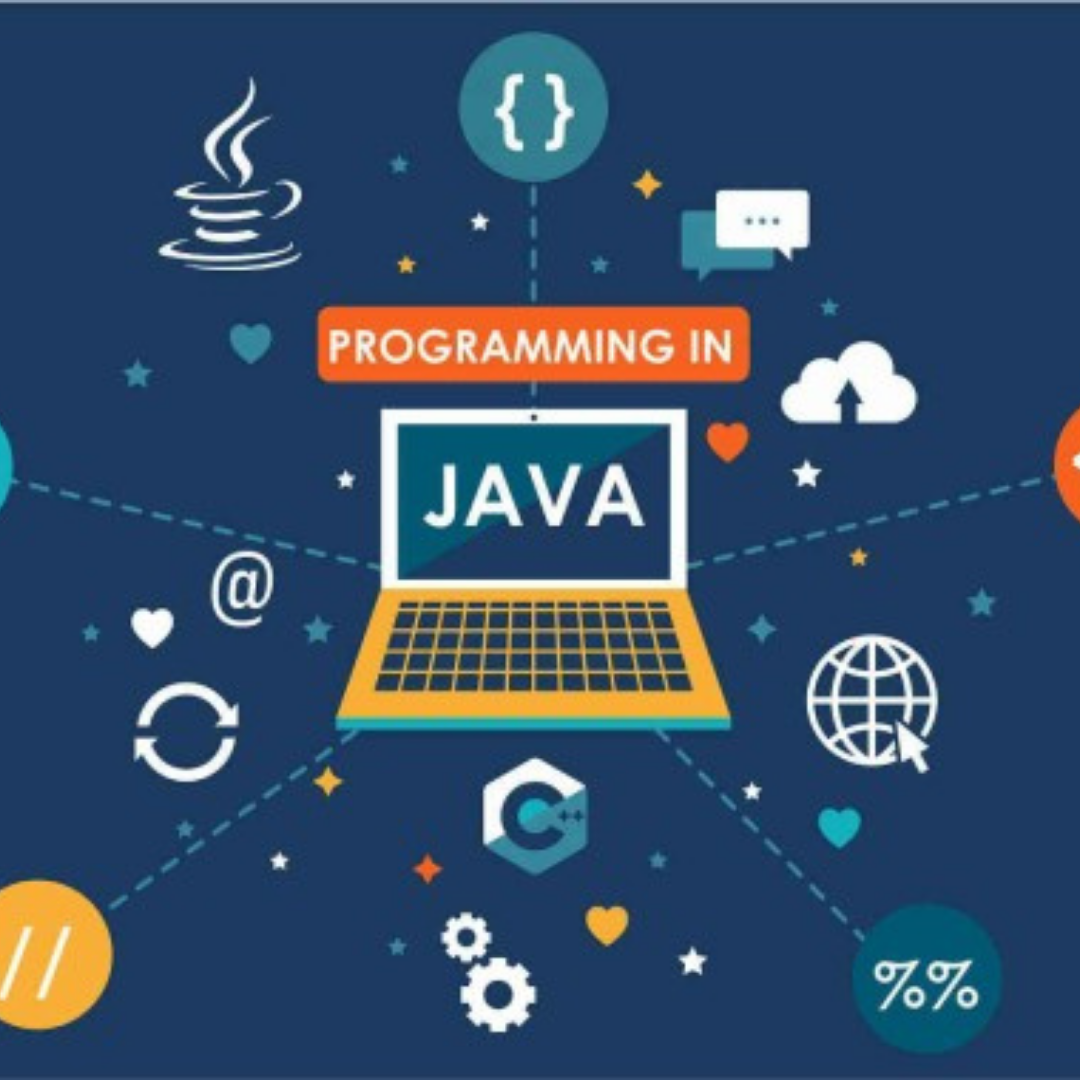 { }
...
PROGRAMMING IN
JAVA
@
C++
//
%%